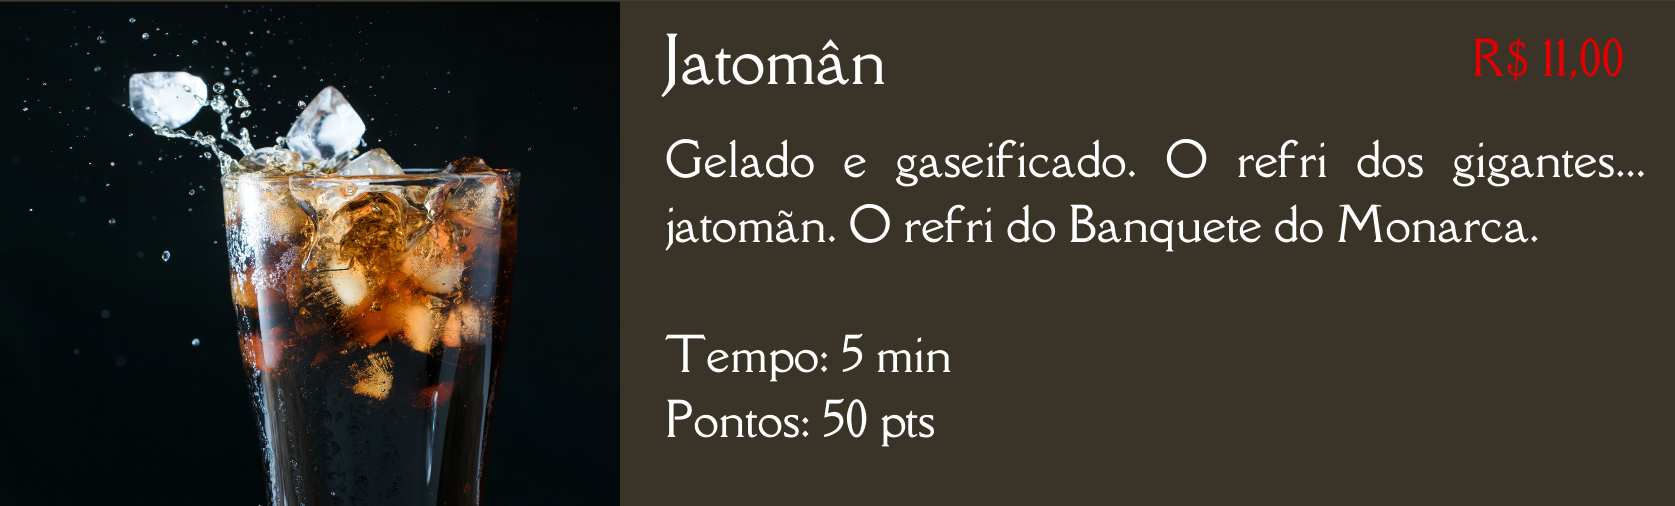 Jatomân
R$ 11,00
Gelado e gaseificado. O refri dos gigantes...
jatomãn. O refri do Banquete do Monarca.
Tempo: 5 min
Pontos: 50 pts